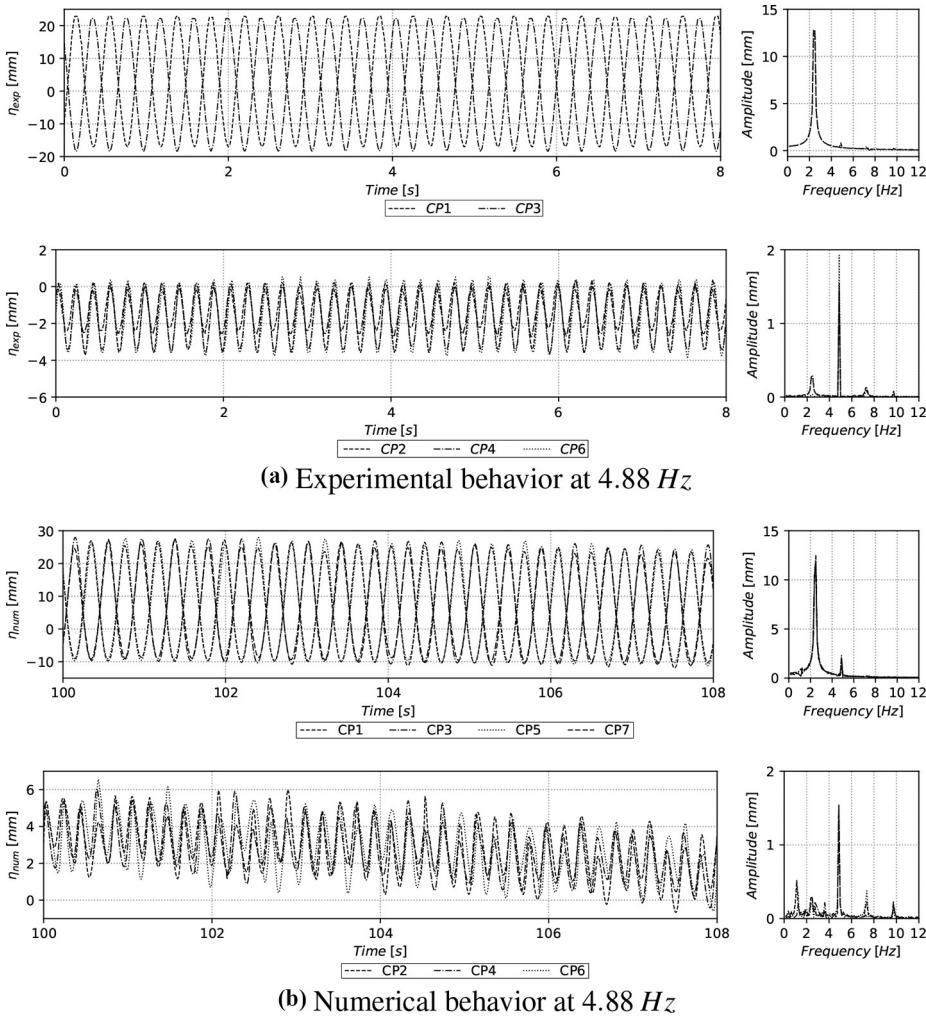 20
10
0
−10
−20
η_exp [mm]
0 2 4 6 8
Time [s]
CP1 CP3
15
10
5
0
Amplitude [mm]
0 2 4 6 8 10 12
Frequency [Hz]
2
0
−2
−4
−6
η_exp [mm]
0 2 4 6 8
Time [s]
CP2 CP4 CP6
2
1
0
Amplitude [mm]
0 2 4 6 8 10 12
Frequency [Hz]
(a) Experimental behavior at 4.88 Hz
30
20
10
0
−10
η_num [mm]
100 102 104 106 108
Time [s]
CP1 CP3 CP5 CP7
15
10
5
0
Amplitude [mm]
0 2 4 6 8 10 12
Frequency [Hz]
6
4
2
0
η_num [mm]
100 102 104 106 108
Time [s]
CP2 CP4 CP6
2
1
0
Amplitude [mm]
0 2 4 6 8 10 12
Frequency [Hz]
(b) Numerical behavior at 4.88 Hz